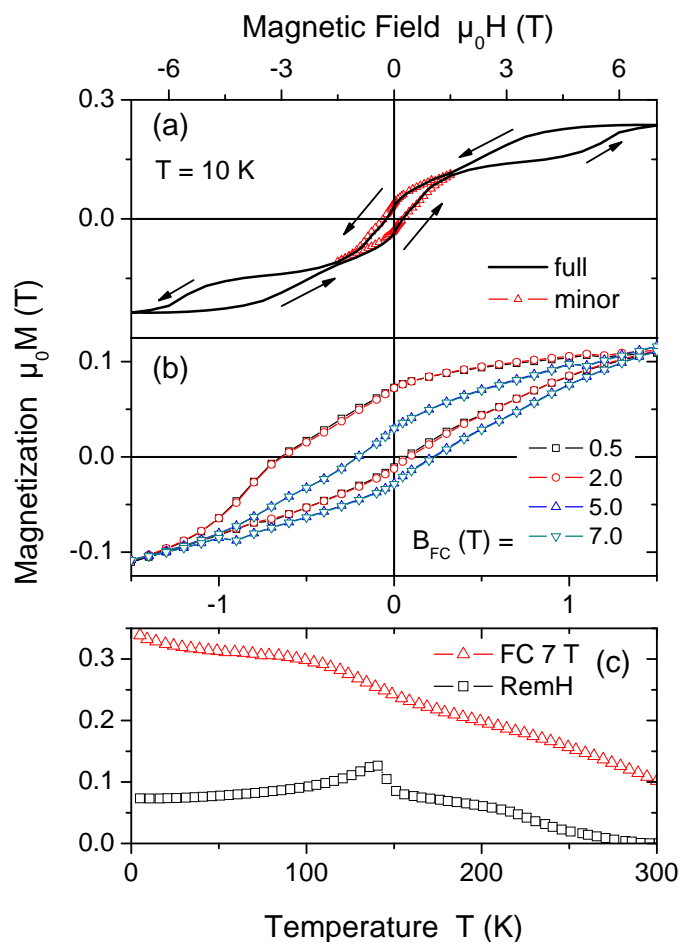 Magnetic Field μ₀H (T)
-6 -3 0 3 6
0.3
(a)
T = 10 K
0.0
full
minor
Magnetization μ₀M (T)
0.1
(b)
0.0
0.5
2.0
5.0
B_FC (T) = 7.0
-0.1
-1 0 1
0.3
FC 7 T
(c)
RemH
0.2
0.1
0.0
0 100 200 300
Temperature T (K)